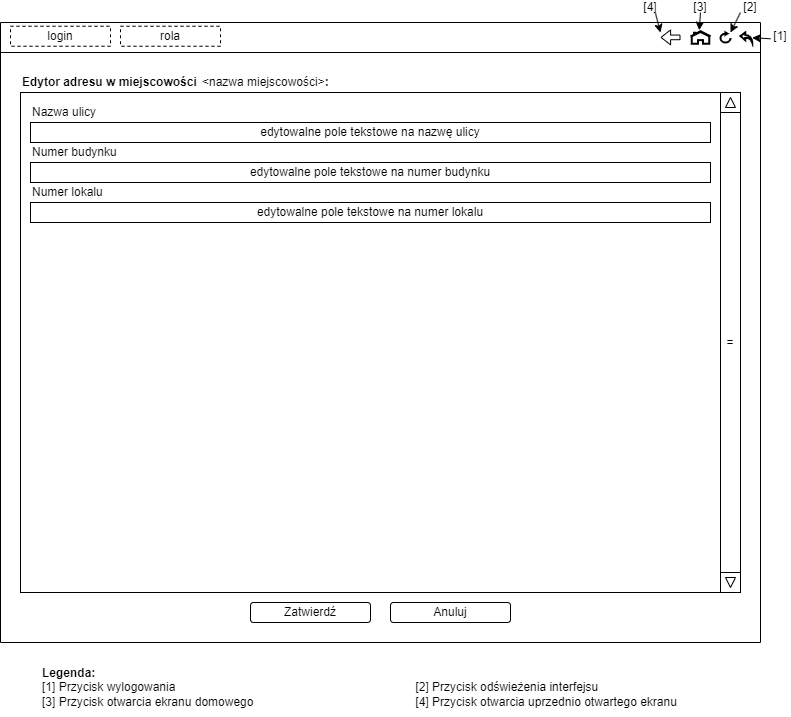 [4] [3] [2]
login rola [1]
Edytor adresu w miejscowości <nazwa miejscowości>:
Nazwa ulicy
edytowalne pole tekstowe na nazwę ulicy
Numer budynku
edytowalne pole tekstowe na numer budynku
Numer lokalu
edytowalne pole tekstowe na numer lokalu
=
Zatwierdź Anuluj
Legenda:
[1] Przycisk wylogowania [2] Przycisk odświeżenia interfejsu
[3] Przycisk otwarcia ekranu domowego [4] Przycisk otwarcia uprzednio otwartego ekranu